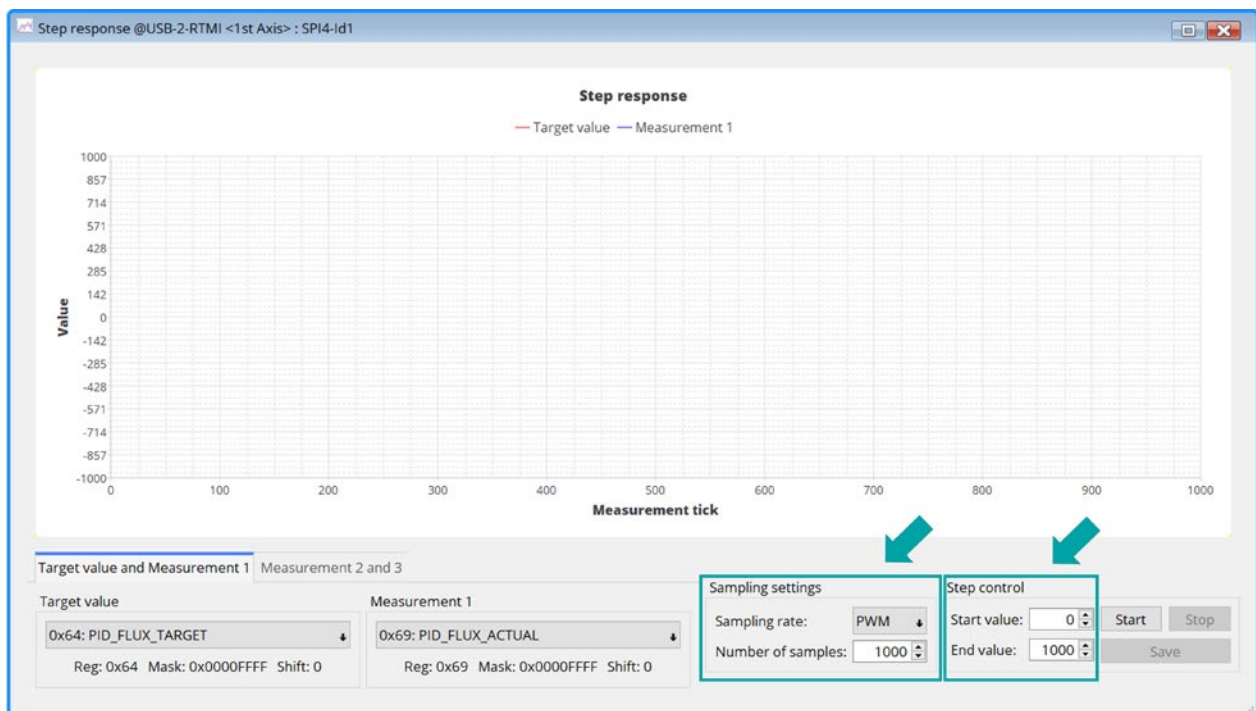 Step response @USB-2-RTMI <1st Axis> : SPI4-Id1
Step response
Target value Measurement 1
1000
857
714
571
428
285
142
0
-142
-285
-428
-571
-714
-857
-1000
Value
0 100 200 300 400 500 600 700 800 900 1000
Measurement tick
Target value and Measurement 1 Measurement 2 and 3
Target value
0x64: PID_FLUX_TARGET
Reg: 0x64 Mask: 0x0000FFFF Shift: 0
Measurement 1
0x69: PID_FLUX_ACTUAL
Reg: 0x69 Mask: 0x0000FFFF Shift: 0
Sampling settings
Sampling rate: PWM
Number of samples: 1000
Step control
Start value: 0
End value: 1000
Start Stop
Save